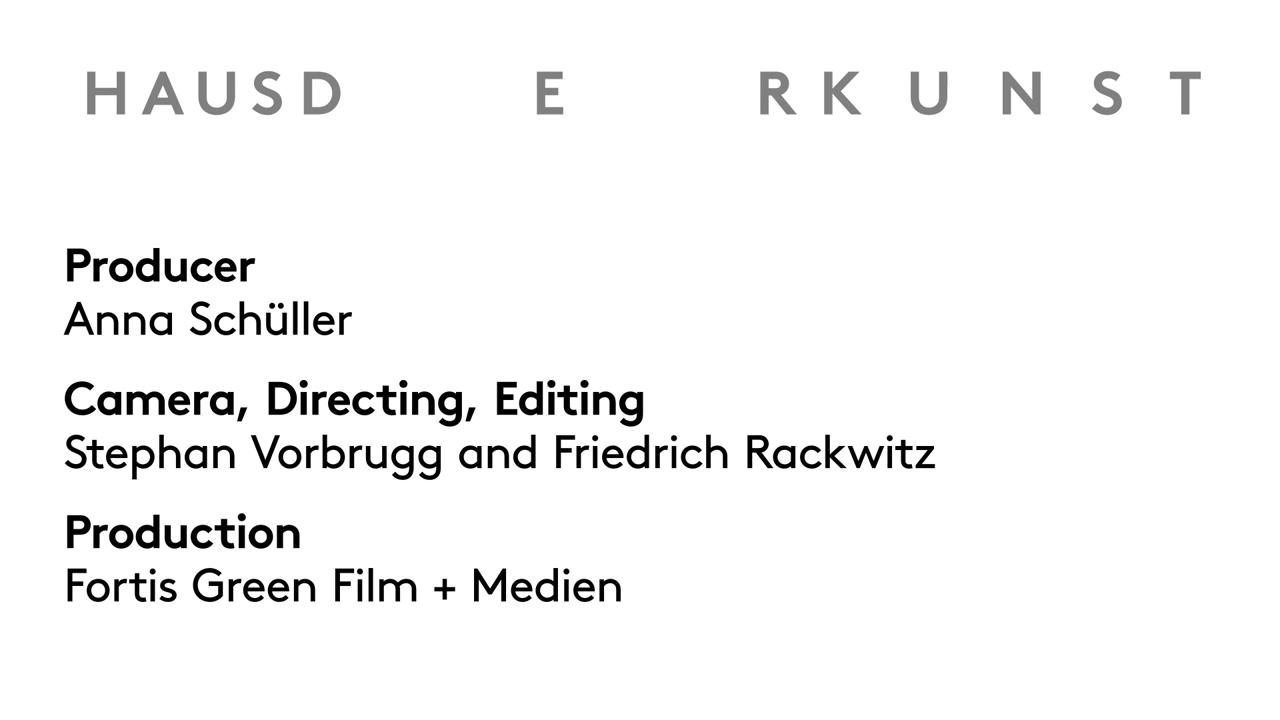 HAUSD E RKUNST
Producer
Anna Schüller
Camera, Directing, Editing
Stephan Vorbrugg and Friedrich Rackwitz
Production
Fortis Green Film + Medien